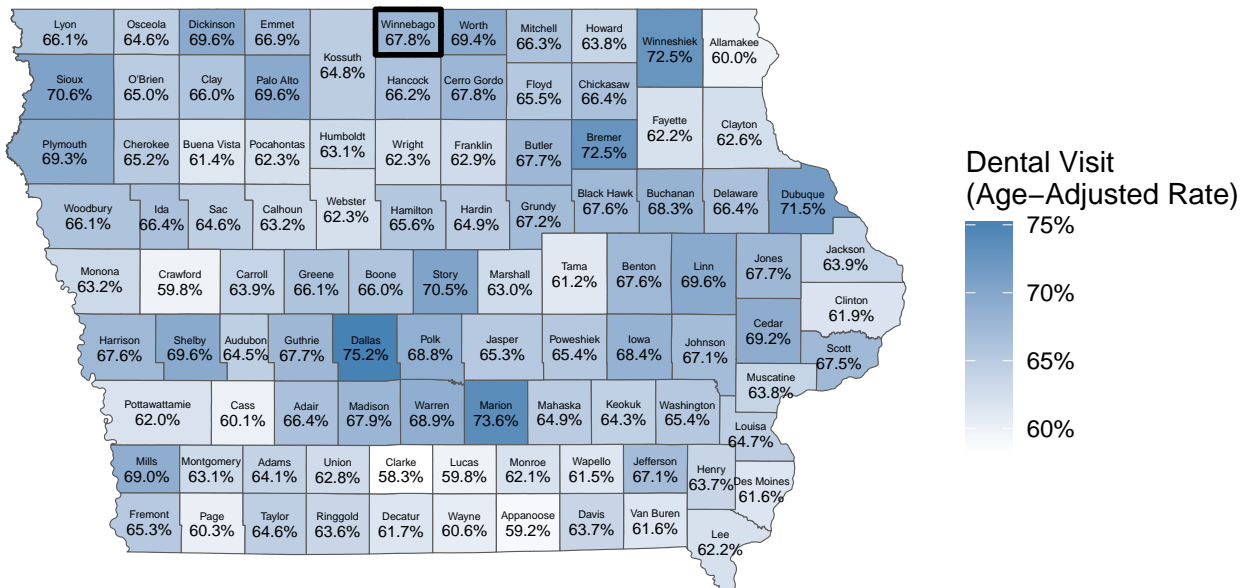 Lyon
66.1%
Osceola
64.6%
Dickinson
69.6%
Emmet
66.9%
Winnebago
67.8%
Worth
69.4%
Mitchell
66.3%
Howard
63.8%
Winneshiek
72.5%
Allamakee
60.0%
Kossuth
64.8%
Sioux
70.6%
O'Brien
65.0%
Clay
66.0%
Palo Alto
69.6%
Hancock
66.2%
Cerro Gordo
67.8%
Floyd
65.5%
Chickasaw
66.4%
Fayette
62.2%
Clayton
62.6%
Plymouth
69.3%
Cherokee
65.2%
Buena Vista
61.4%
Pocahontas
62.3%
Humboldt
63.1%
Wright
62.3%
Franklin
62.9%
Butler
67.7%
Bremer
72.5%
Woodbury
66.1%
Ida
66.4%
Sac
64.6%
Calhoun
63.2%
Webster
62.3%
Hamilton
65.6%
Hardin
64.9%
Grundy
67.2%
Black Hawk
67.6%
Buchanan
68.3%
Delaware
66.4%
Dubuque
71.5%
Monona
63.2%
Crawford
59.8%
Carroll
63.9%
Greene
66.1%
Boone
66.0%
Story
70.5%
Marshall
63.0%
Tama
61.2%
Benton
67.6%
Linn
69.6%
Jones
67.7%
Jackson
63.9%
Clinton
61.9%
Harrison
67.6%
Shelby
69.6%
Audubon
64.5%
Guthrie
67.7%
Dallas
75.2%
Polk
68.8%
Jasper
65.3%
Poweshiek
65.4%
Iowa
68.4%
Johnson
67.1%
Cedar
69.2%
Scott
67.5%
Muscatine
63.8%
Pottawattamie
62.0%
Cass
60.1%
Adair
66.4%
Madison
67.9%
Warren
68.9%
Marion
73.6%
Mahaska
64.9%
Keokuk
64.3%
Washington
65.4%
Louisa
64.7%
Mills
69.0%
Montgomery
63.1%
Adams
64.1%
Union
62.8%
Clarke
58.3%
Lucas
59.8%
Monroe
62.1%
Wapello
61.5%
Jefferson
67.1%
Henry
63.7%
Des Moines
61.6%
Fremont
65.3%
Page
60.3%
Taylor
64.6%
Ringgold
63.6%
Decatur
61.7%
Wayne
60.6%
Appanoose
59.2%
Davis
63.7%
Van Buren
61.6%
Lee
62.2%
Dental Visit
(Age−Adjusted Rate)
75%
70%
65%
60%